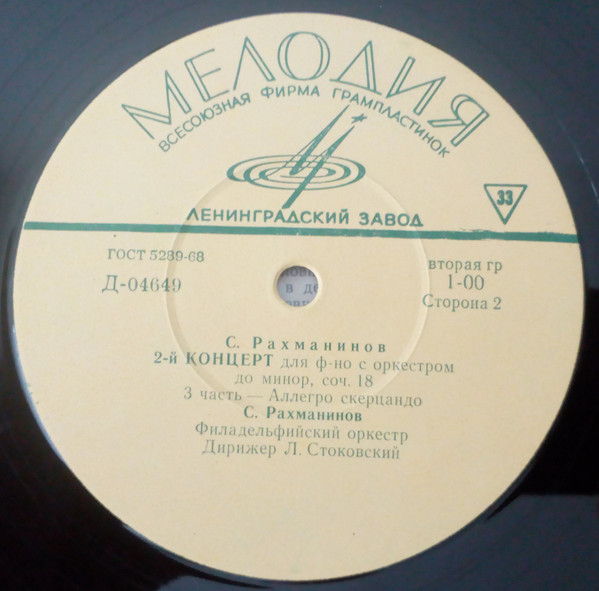 МЕЛОДИЯ
ВСЕСОЮЗНАЯ ФИРМА ГРАМПЛАСТИНОК
ЛЕНИНГРАДСКИЙ ЗАВОД
33
ГОСТ 5289-68
Д-04649
вторая гр
1-00
Сторона 2
С. Рахманинов
2-й КОНЦЕРТ для ф-но с оркестром
до минор, соч. 18
3 часть — Аллегро скерцандо
С. Рахманинов
Филадельфийский оркестр
Дирижер Л. Стоковский